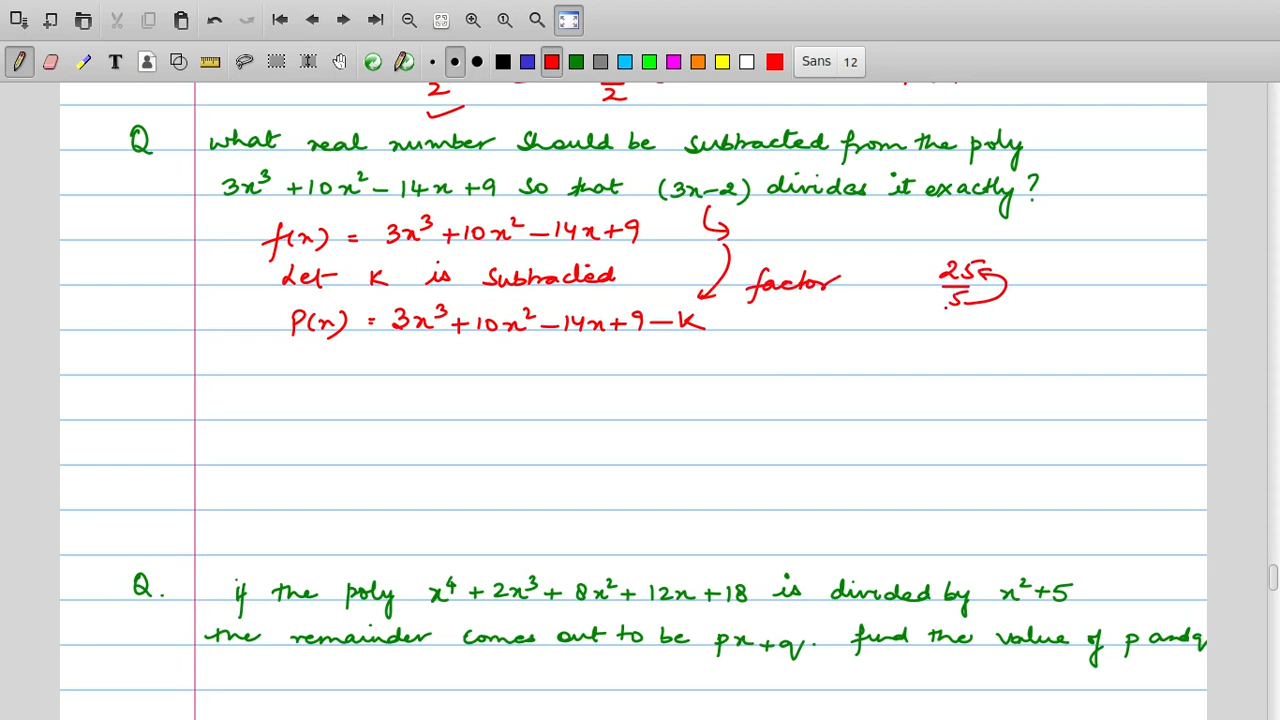 Sans 12
2 2
Q what real number should be subtracted from the poly
3x³ + 10x² - 14x + 9 so that (3x-2) divides it exactly?
f(x) = 3x³ + 10x² - 14x + 9
Let K is subtracted
factor
25
5
P(x) = 3x³ + 10x² - 14x + 9 - K
Q. if the poly x⁴ + 2x³ + 8x² + 12x + 18 is divided by x² + 5
the remainder comes out to be px + q. find the value of p and q